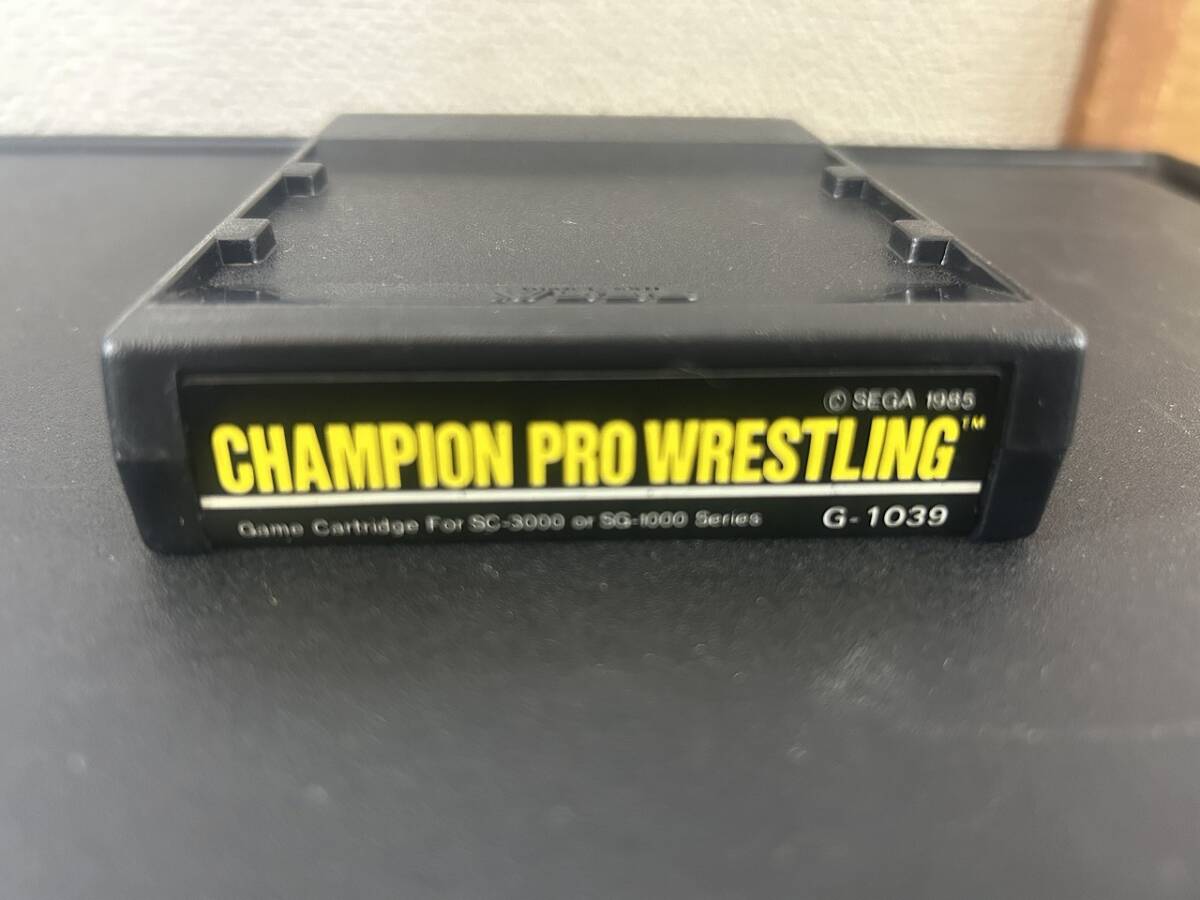 © SEGA 1985
CHAMPION PRO WRESTLING™
Game Cartridge For SC-3000 or SG-1000 Series
G-1039